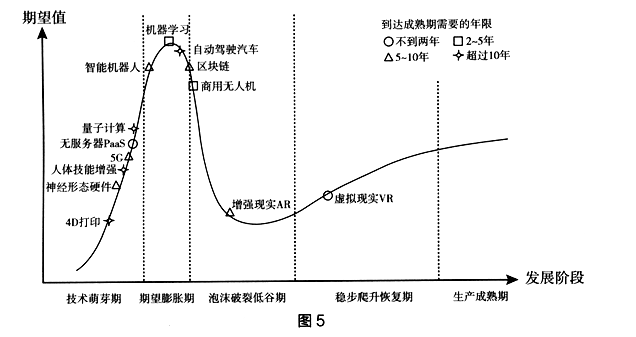 期望值
到达成熟期需要的年限
不到两年 2~5年
5~10年 超过10年
机器学习
自动驾驶汽车
智能机器人
区块链
商用无人机
量子计算
无服务器PaaS
5G
人体技能增强
神经形态硬件
4D打印
增强现实AR
虚拟现实VR
发展阶段
技术萌芽期 期望膨胀期 泡沫破裂低谷期 稳步爬升恢复期 生产成熟期
图5